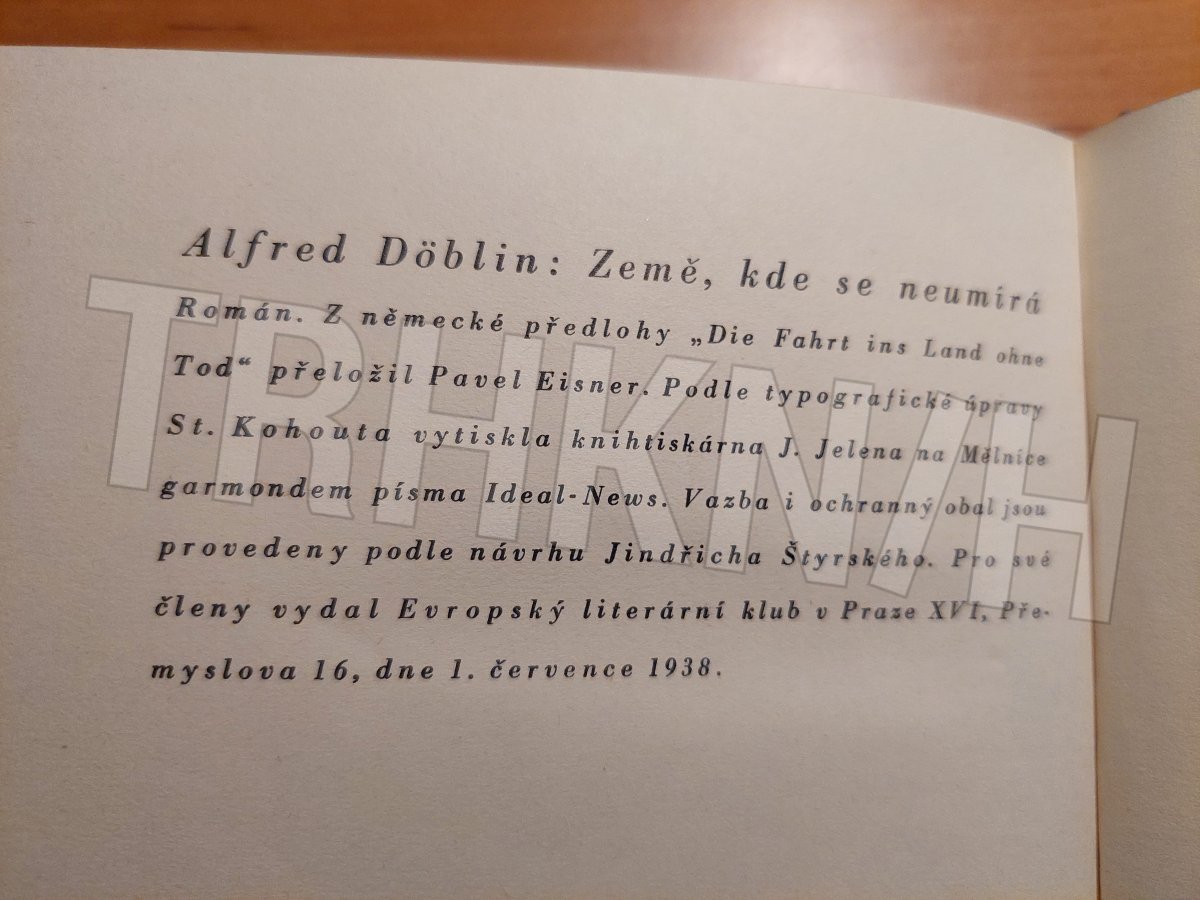 Alfred Döblin: Země, kde se neumírá
Román. Z německé předlohy „Die Fahrt ins Land ohne
Tod“ přeložil Pavel Eisner. Podle typografické úpravy
St. Kohouta vytiskla knihtiskárna J. Jelena na Mělníce
garmondem písma Ideal-News. Vazba i ochranný obal jsou
provedeny podle návrhu Jindřicha Štyrského. Pro své
členy vydal Evropský literární klub v Praze XVI, Pře-
myslova 16, dne 1. července 1938.
TRHKNIH